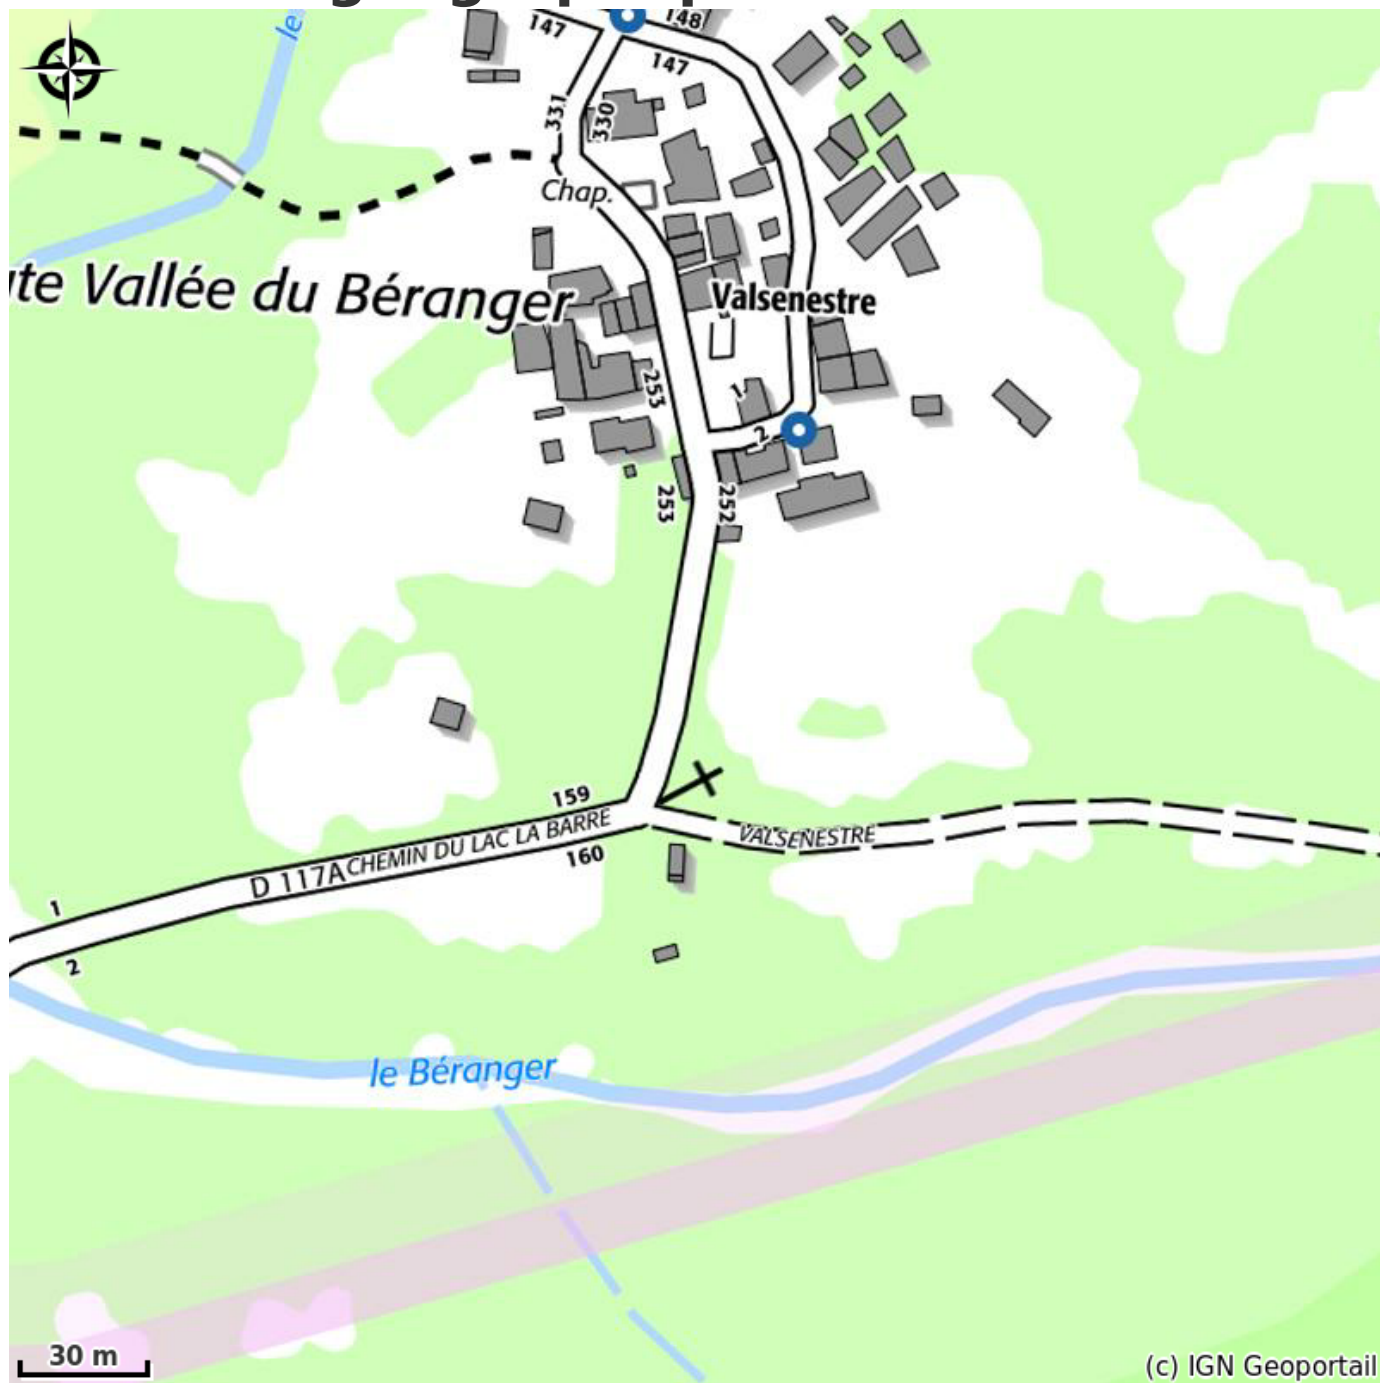 148
147
147
le
331
330
Chap.
te Vallée du Béranger
Valsenestre
253
1
2
253
252
159
D 117A CHEMIN DU LAC LA BARRE
160
VALSENESTRE
1
2
le Béranger
30 m
(c) IGN Geoportail